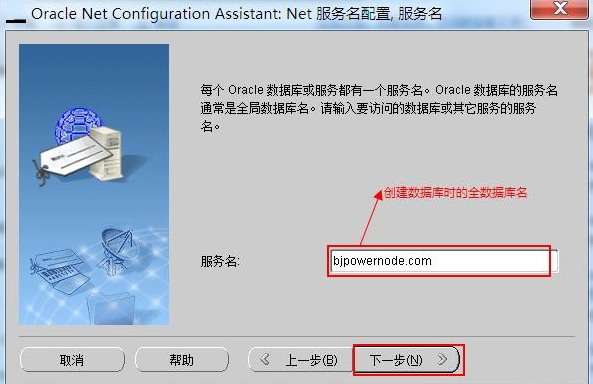 Oracle Net Configuration Assistant: Net 服务名配置, 服务名
每个 Oracle 数据库或服务都有一个服务名。Oracle 数据库的服务名
通常是全局数据库名。请输入要访问的数据库或其它服务的服务
名。
创建数据库时的全数据库名
服务名: bjpowernode.com
取消 帮助 上一步(B) 下一步(N)